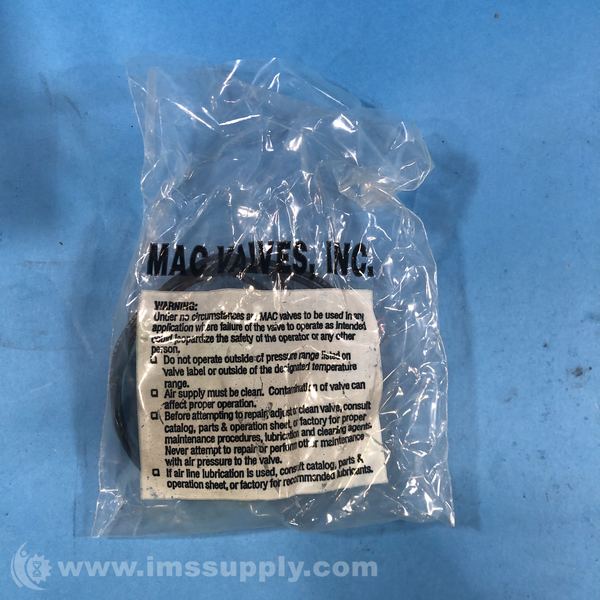 MAC VALVES, INC.
WARNING:
Under no circumstances are MAC valves to be used in any
application where failure of the valve to operate as intended
could jeopardize the safety of the operator or any other
person.
Do not operate outside of pressure range listed on
valve label or outside of the designated temperature
range.
Air supply must be clean. Contamination of valve can
affect proper operation.
Before attempting to repair, adjust or clean valve, consult
catalog, parts & operation sheet, or factory for proper
maintenance procedures, lubrication and cleaning agents.
Never attempt to repair or perform other maintenance
with air pressure to the valve.
If air line lubrication is used, consult catalog, parts &
operation sheet, or factory for recommended lubricants.
www.imssupply.com